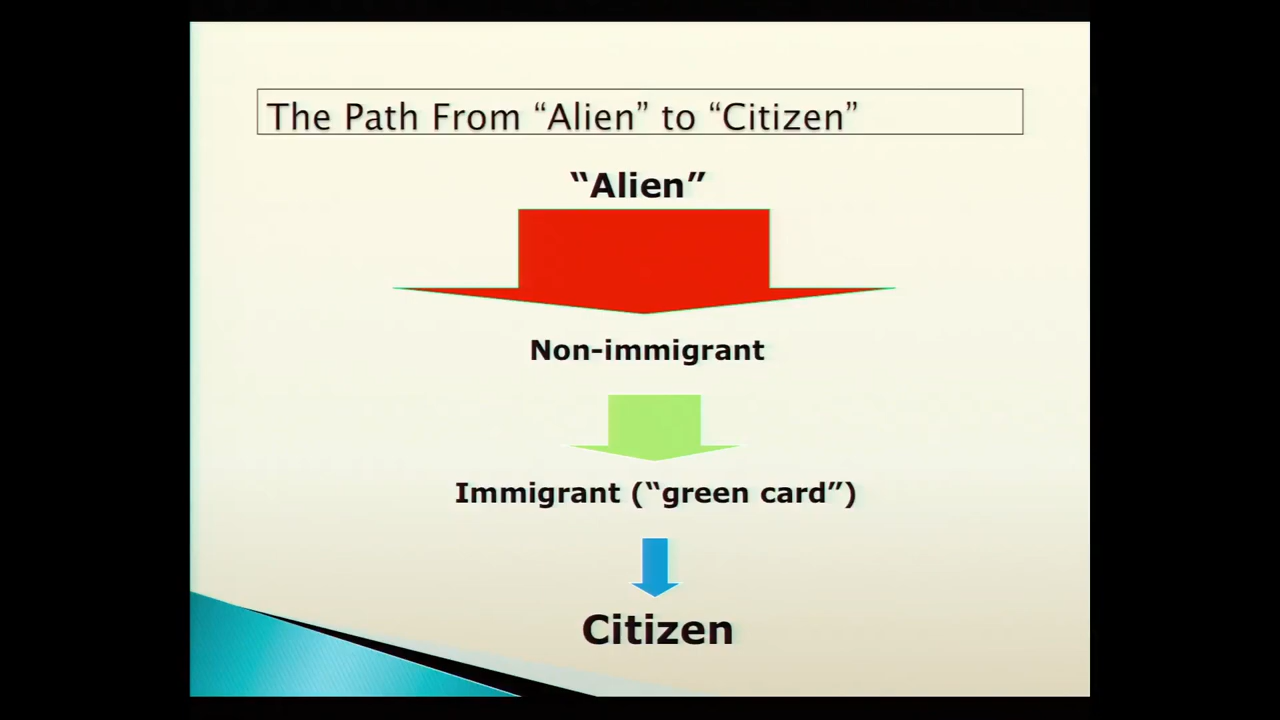 The Path From “Alien” to “Citizen”
“Alien”
Non-immigrant
Immigrant (“green card”)
Citizen